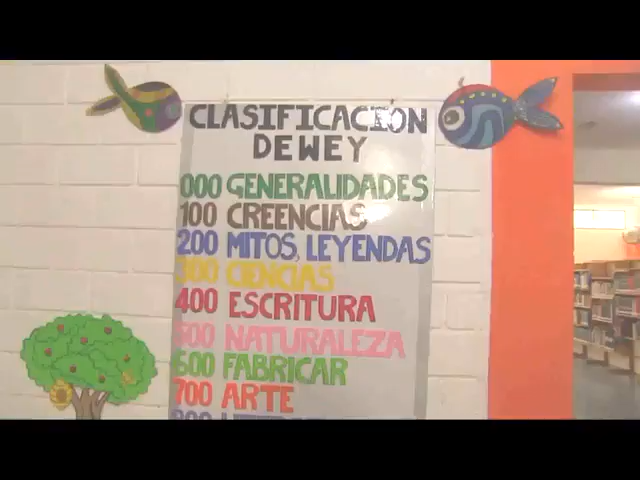 CLASIFICACION
DEWEY
000 GENERALIDADES
100 CREENCIAS
200 MITOS, LEYENDAS
300 CIENCIAS
400 ESCRITURA
500 NATURALEZA
600 FABRICAR
700 ARTE